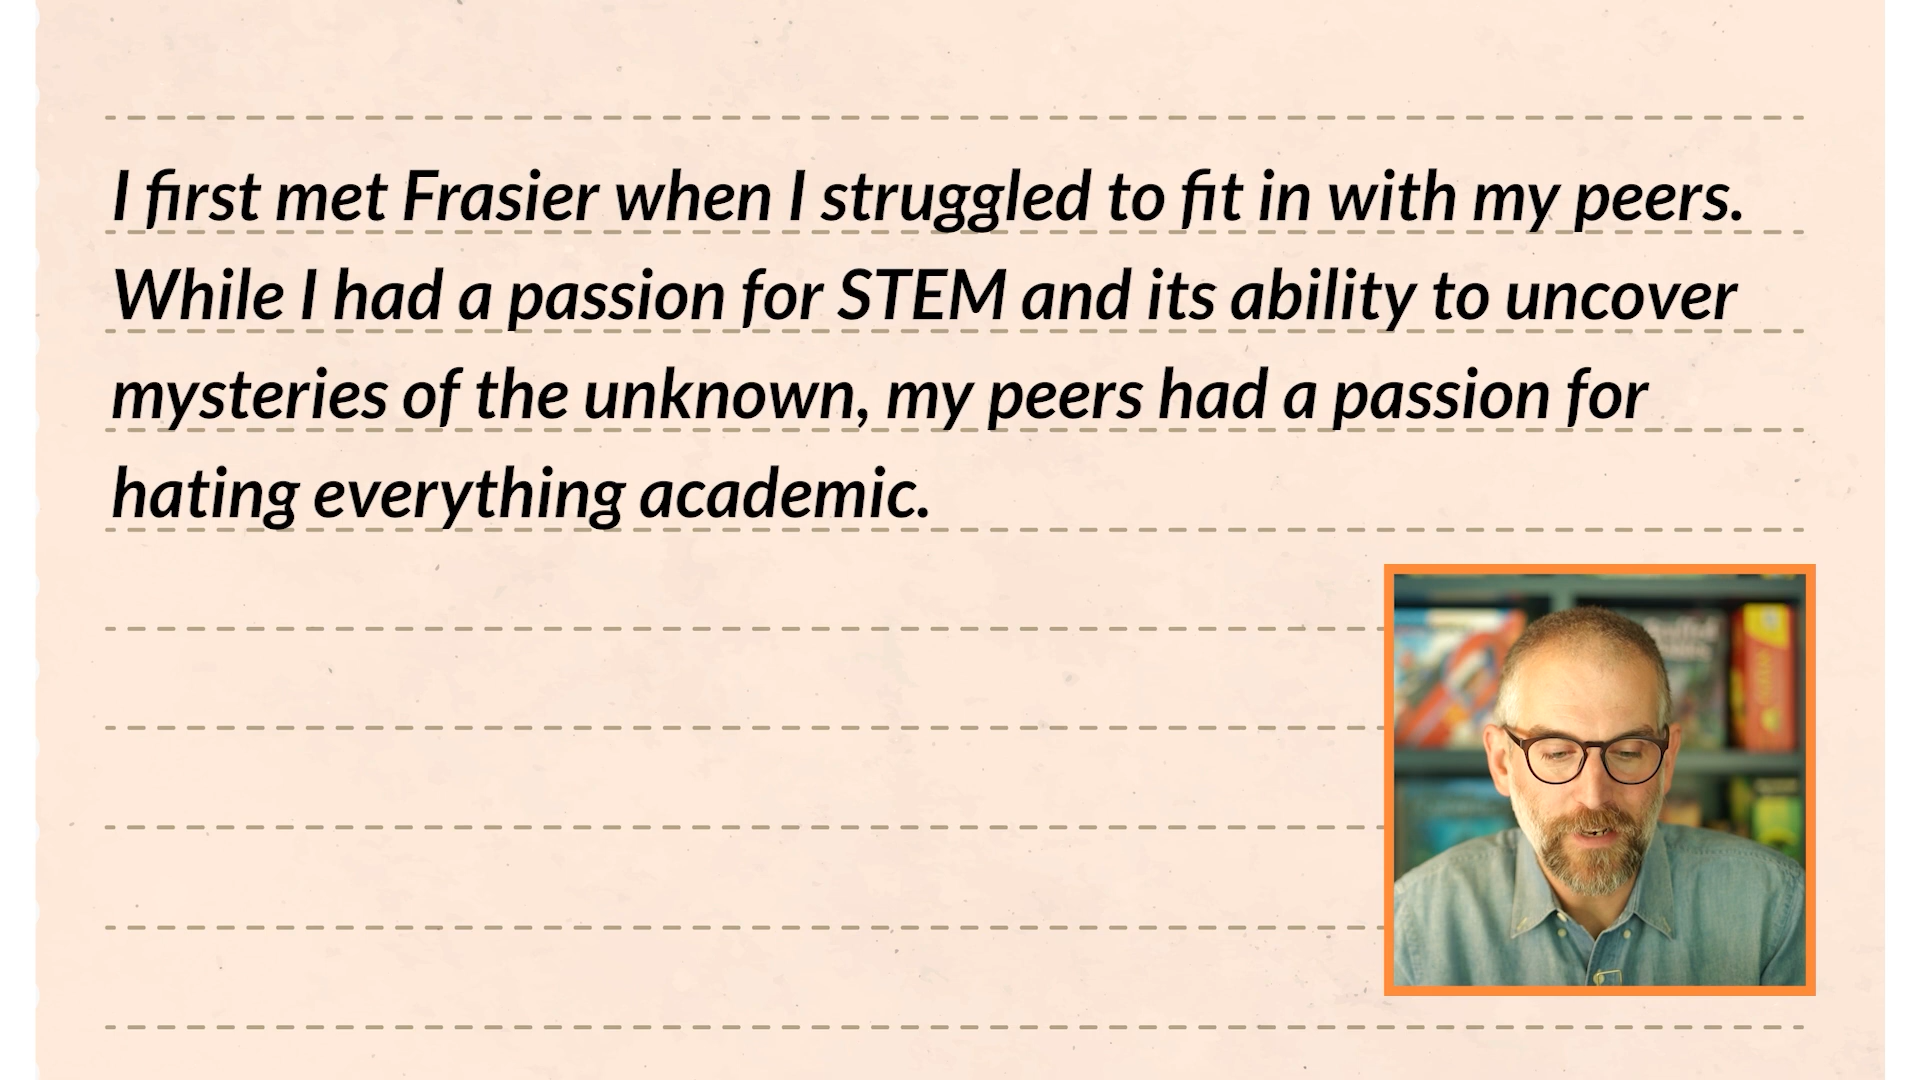 I first met Frasier when I struggled to fit in with my peers.
While I had a passion for STEM and its ability to uncover
mysteries of the unknown, my peers had a passion for
hating everything academic.